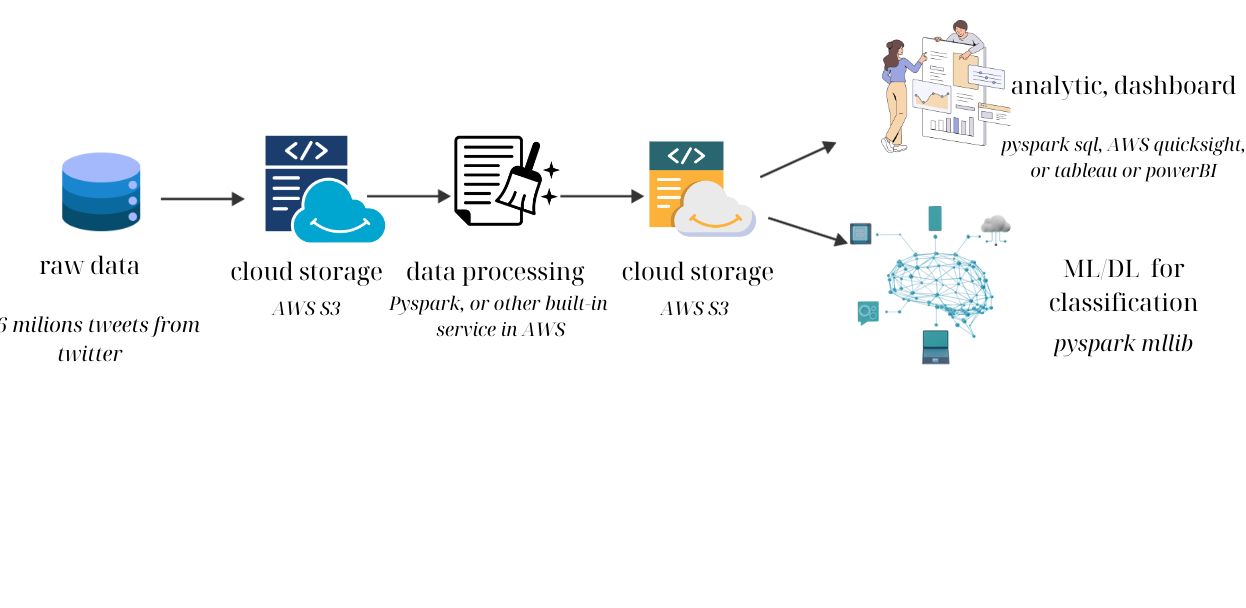 raw data
6 milions tweets from
twitter
cloud storage
AWS S3
data processing
Pyspark, or other built-in
service in AWS
cloud storage
AWS S3
analytic, dashboard
pyspark sql, AWS quicksight,
or tableau or powerBI
ML/DL for
classification
pyspark mllib